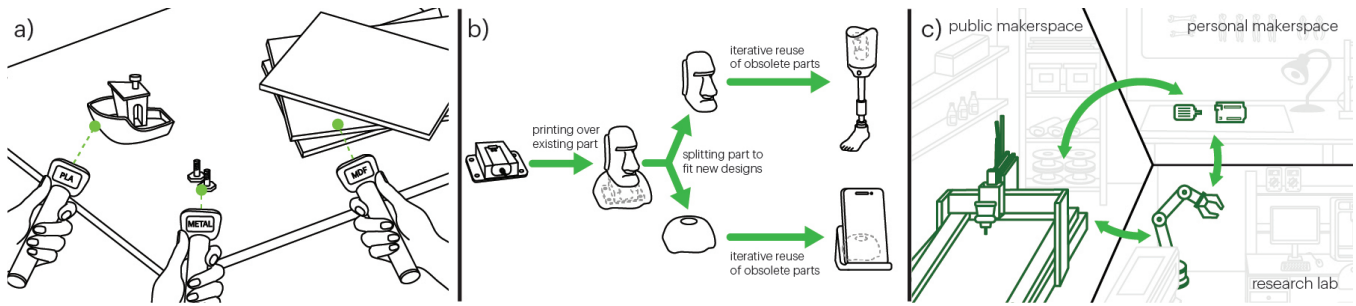 a)
PLA
METAL
MDF
b)
printing over
existing part
splitting part to
fit new designs
iterative reuse
of obsolete parts
iterative reuse
of obsolete parts
c)
public makerspace
personal makerspace
research lab